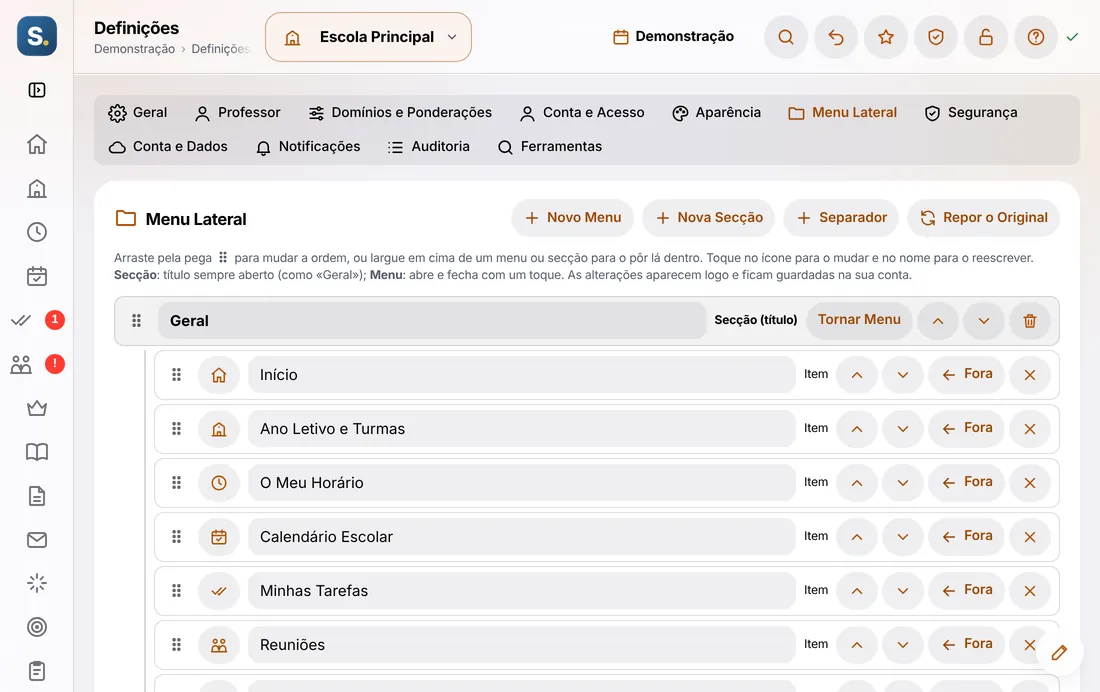 S.
Definições
Demonstração › Definições
Escola Principal
Demonstração
Geral
Professor
Domínios e Ponderações
Conta e Acesso
Aparência
Menu Lateral
Segurança
Conta e Dados
Notificações
Auditoria
Ferramentas
1
!
Menu Lateral
+ Novo Menu
+ Nova Secção
+ Separador
Repor o Original
Arraste pela pega para mudar a ordem, ou largue em cima de um menu ou secção para o pôr lá dentro. Toque no ícone para o mudar e no nome para o reescrever.
Secção: título sempre aberto (como «Geral»); Menu: abre e fecha com um toque. As alterações aparecem logo e ficam guardadas na sua conta.
Geral Secção (título) Tornar Menu
Início Item ← Fora
Ano Letivo e Turmas Item ← Fora
O Meu Horário Item ← Fora
Calendário Escolar Item ← Fora
Minhas Tarefas Item ← Fora
Reuniões Item ← Fora